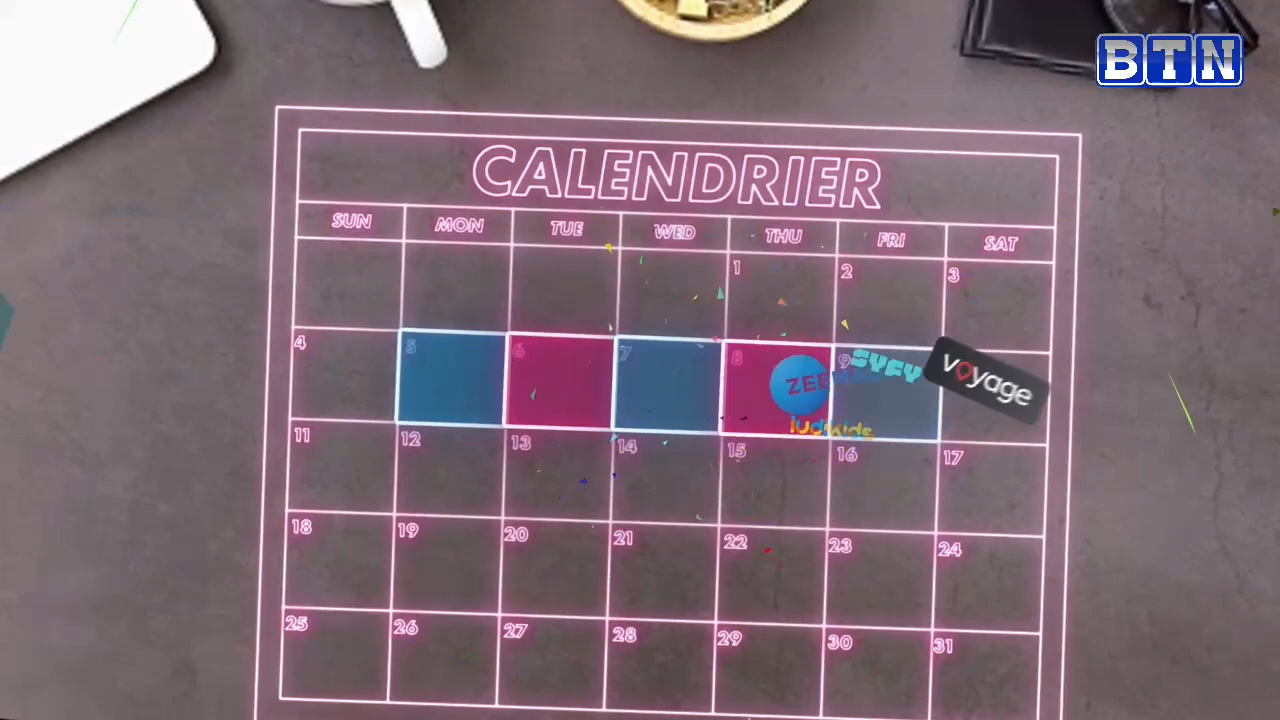 BTN
CALENDRIER
SUN MON TUE WED THU FRI SAT
1 2 3
4 5 6 7 8 9
ZEE SYFY voyage
ludikids
11 12 13 14 15 16 17
18 19 20 21 22 23 24
25 26 27 28 29 30 31